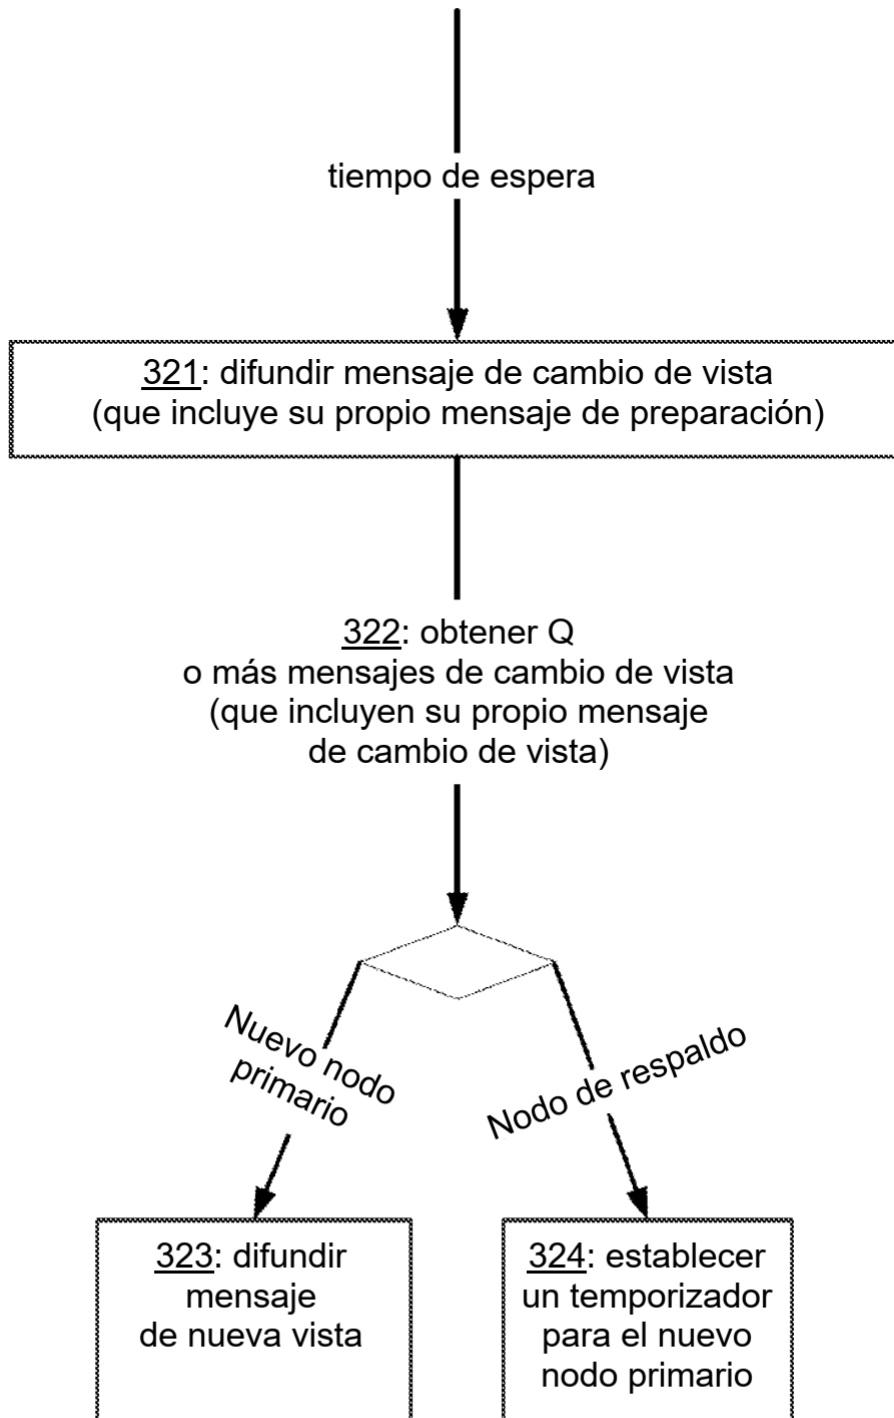 tiempo de espera
321: difundir mensaje de cambio de vista
(que incluye su propio mensaje de preparación)
322: obtener Q
o más mensajes de cambio de vista
(que incluyen su propio mensaje
de cambio de vista)
Nuevo nodo
primario
Nodo de respaldo
323: difundir
mensaje
de nueva vista
324: establecer
un temporizador
para el nuevo
nodo primario